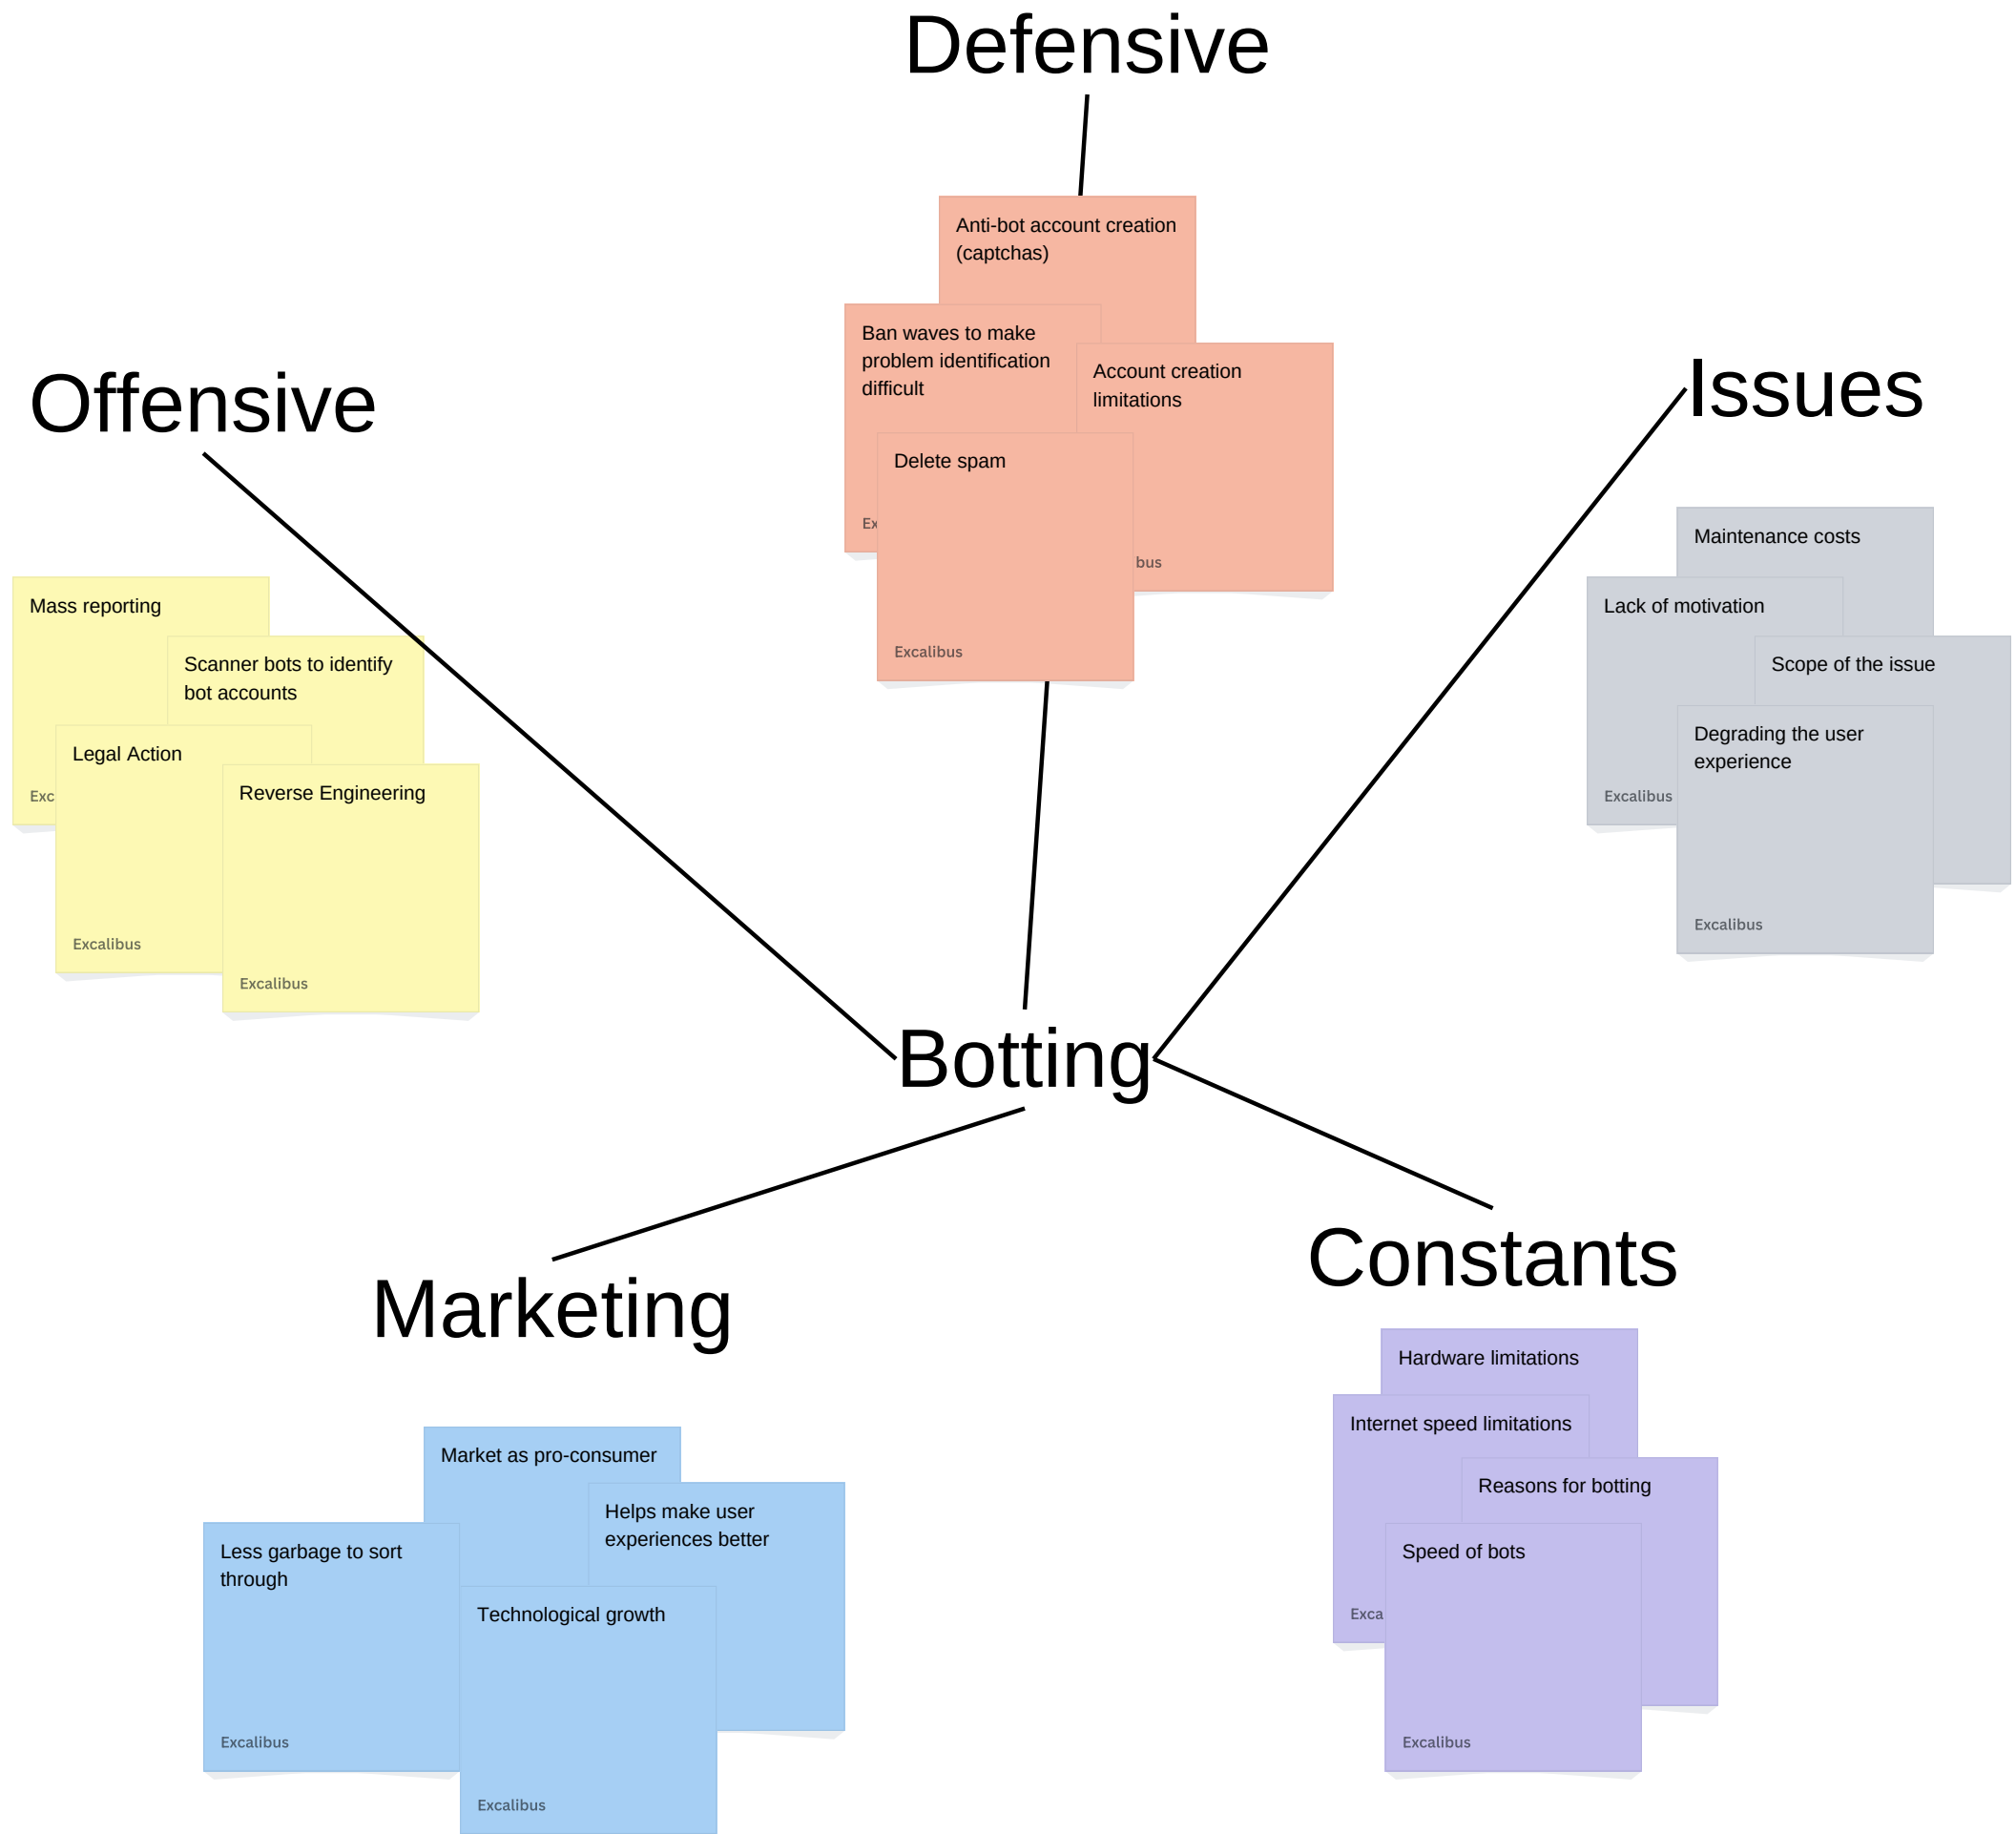 Defensive
Anti-bot account creation
(captchas)
Ban waves to make
problem identification
difficult
Ex
Account creation
limitations
bus
Delete spam
Excalibus
Offensive
Mass reporting
Exc
Scanner bots to identify
bot accounts
Legal Action
Excalibus
Reverse Engineering
Excalibus
Issues
Maintenance costs
Lack of motivation
Excalibus
Scope of the issue
Degrading the user
experience
Excalibus
Botting
Marketing
Market as pro-consumer
Helps make user
experiences better
Less garbage to sort
through
Excalibus
Technological growth
Excalibus
Constants
Hardware limitations
Internet speed limitations
Exca
Reasons for botting
Speed of bots
Excalibus